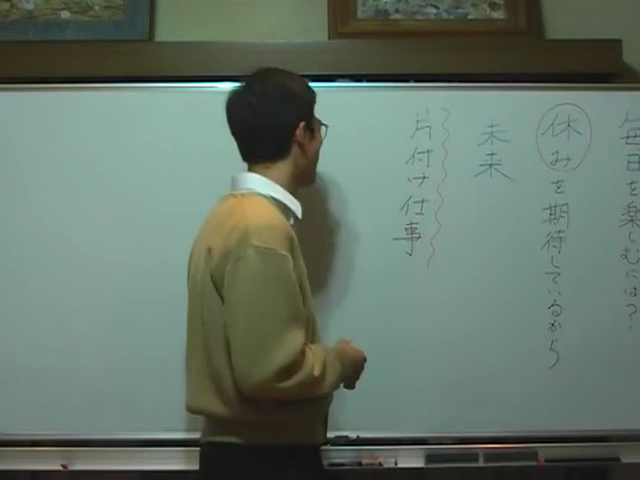 毎日を楽しむには?
休みを期待しているから
未来
片付け仕事